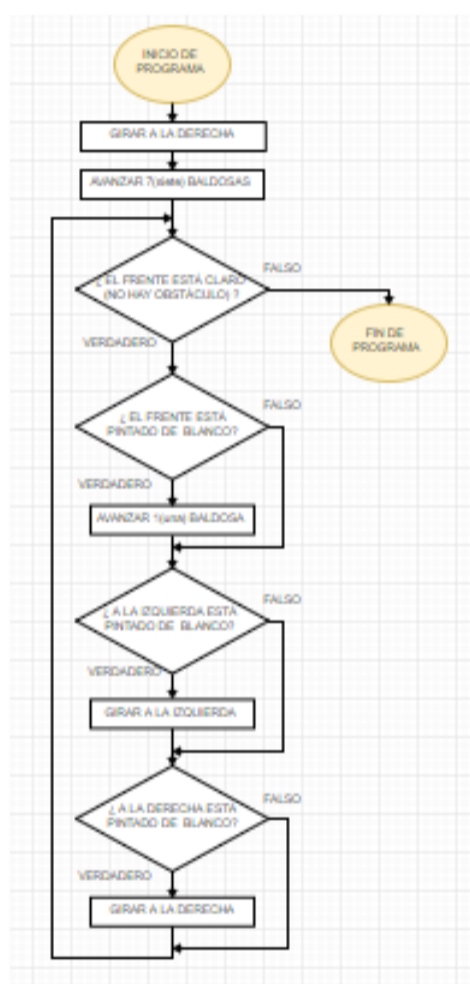 INICIO DE
PROGRAMA
GIRAR A LA DERECHA
AVANZAR 7(siete) BALDOSAS
¿ EL FRENTE ESTÁ CLARO
(NO HAY OBSTÁCULO) ?
FALSO
FIN DE
PROGRAMA
VERDADERO
¿ EL FRENTE ESTÁ
PINTADO DE BLANCO?
FALSO
VERDADERO
AVANZAR 1(una) BALDOSA
¿ A LA IZQUIERDA ESTÁ
PINTADO DE BLANCO?
FALSO
VERDADERO
GIRAR A LA IZQUIERDA
¿ A LA DERECHA ESTÁ
PINTADO DE BLANCO?
FALSO
VERDADERO
GIRAR A LA DERECHA